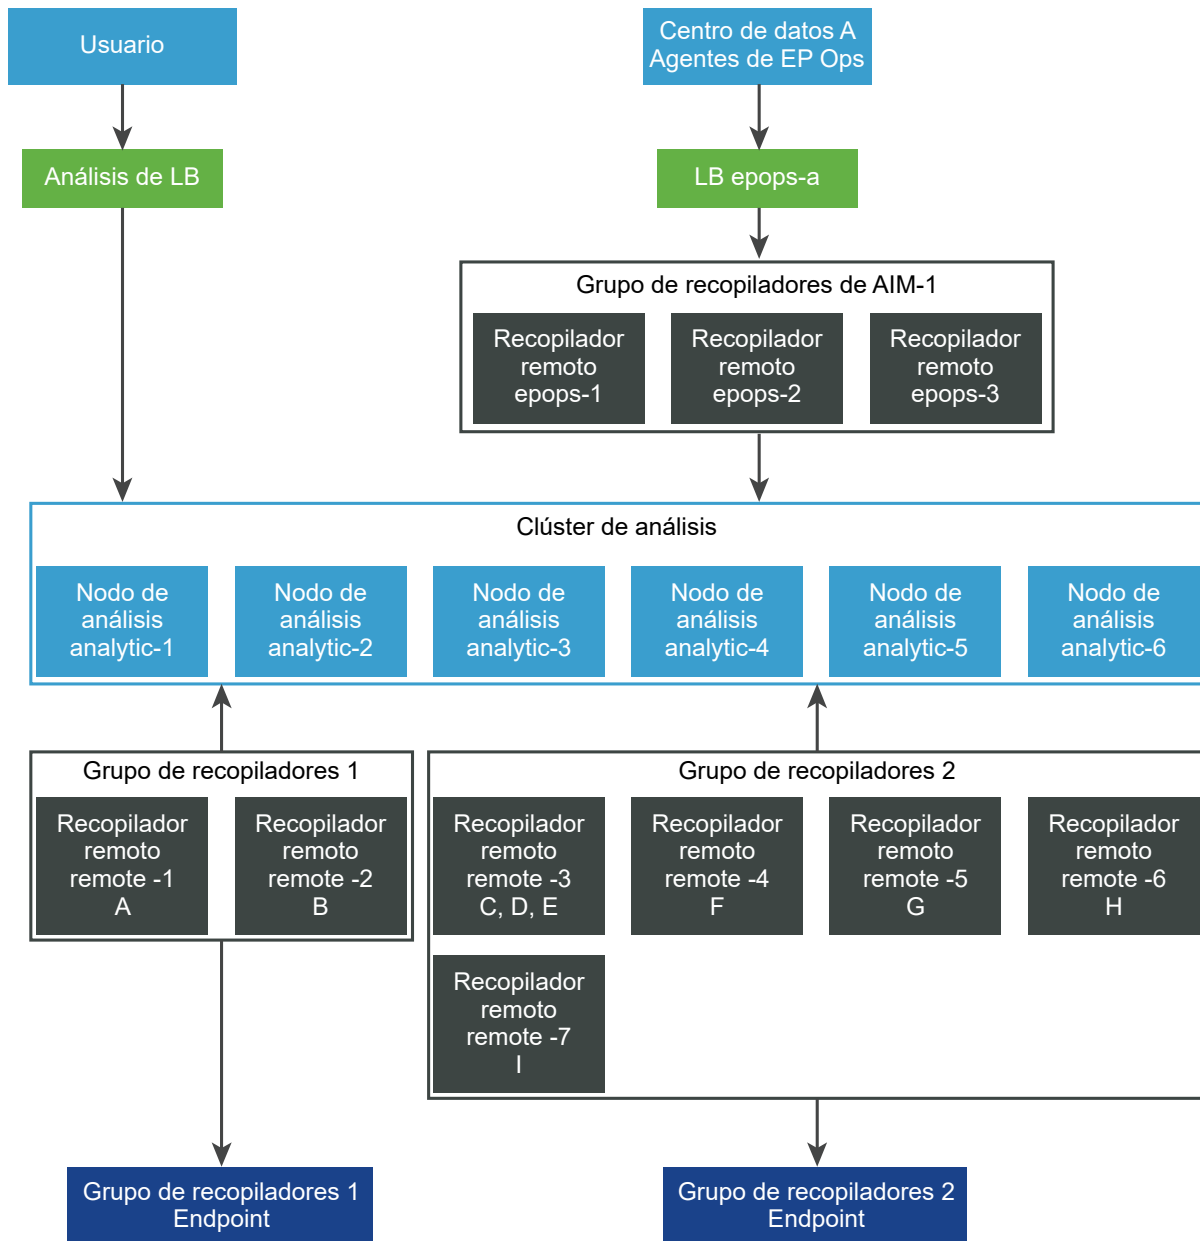 Usuario
Centro de datos A
Agentes de EP Ops
Análisis de LB
LB epops-a
Grupo de recopiladores de AIM-1
Recopilador
remoto
epops-1
Recopilador
remoto
epops-2
Recopilador
remoto
epops-3
Clúster de análisis
Nodo de
análisis
analytic-1
Nodo de
análisis
analytic-2
Nodo de
análisis
analytic-3
Nodo de
análisis
analytic-4
Nodo de
análisis
analytic-5
Nodo de
análisis
analytic-6
Grupo de recopiladores 1
Recopilador
remoto
remote -1
A
Recopilador
remoto
remote -2
B
Grupo de recopiladores 2
Recopilador
remoto
remote -3
C, D, E
Recopilador
remoto
remote -4
F
Recopilador
remoto
remote -5
G
Recopilador
remoto
remote -6
H
Recopilador
remoto
remote -7
I
Grupo de recopiladores 1
Endpoint
Grupo de recopiladores 2
Endpoint